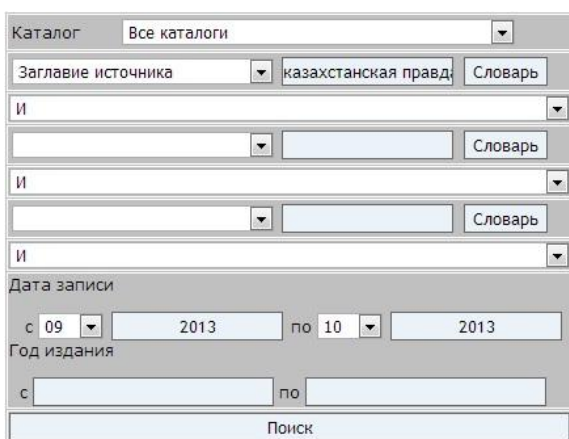 Каталог Все каталоги
Заглавие источника казахстанская правда Словарь
И
Словарь
И
Словарь
И
Дата записи
с 09 2013 по 10 2013
Год издания
с по
Поиск